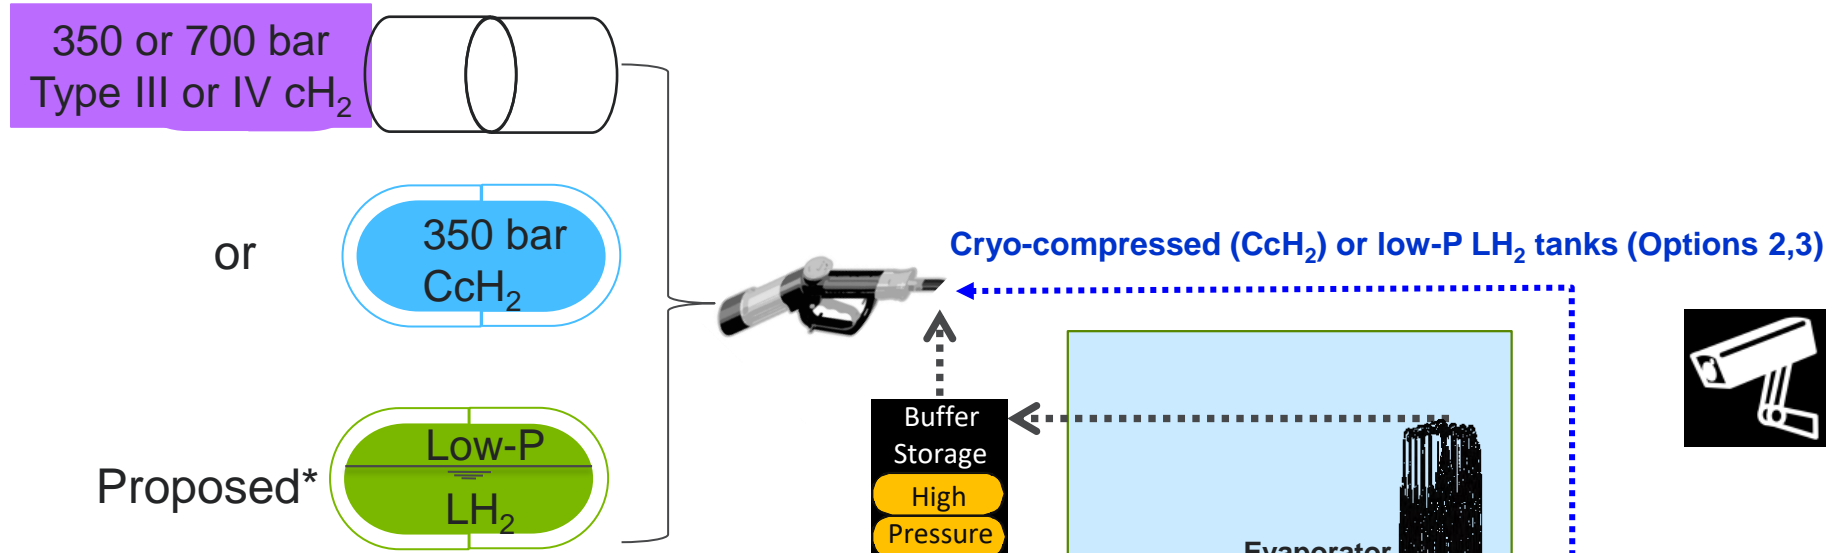 350 or 700 bar
Type III or IV cH₂
or
350 bar
CcH₂
Cryo-compressed (CcH₂) or low-P LH₂ tanks (Options 2,3)
Proposed*
Low-P
LH₂
Buffer
Storage
High
Pressure
Evaporator